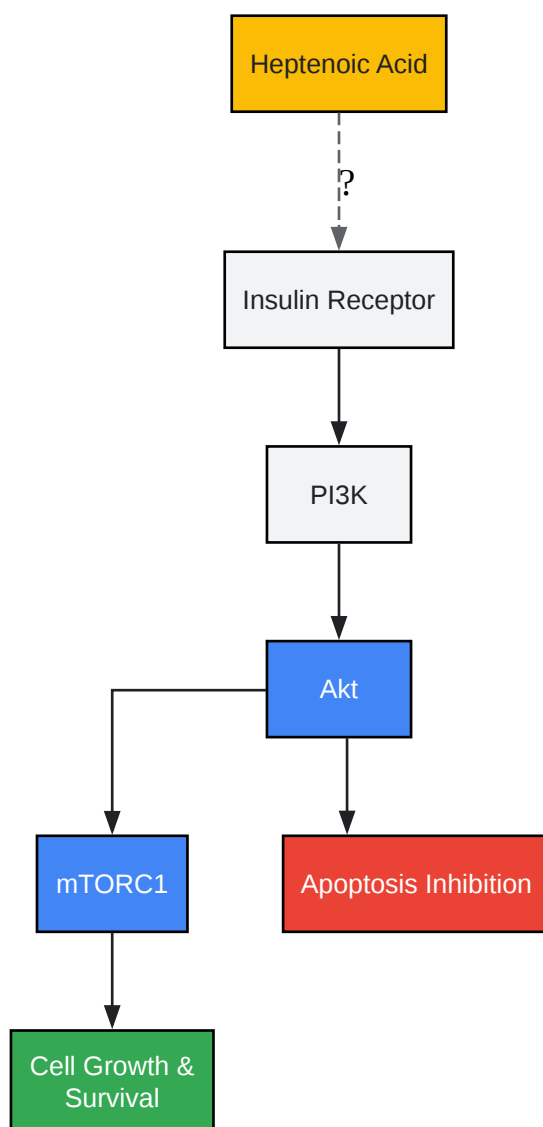 Heptenoic Acid
?
Insulin Receptor
PI3K
Akt
mTORC1
Apoptosis Inhibition
Cell Growth &
Survival